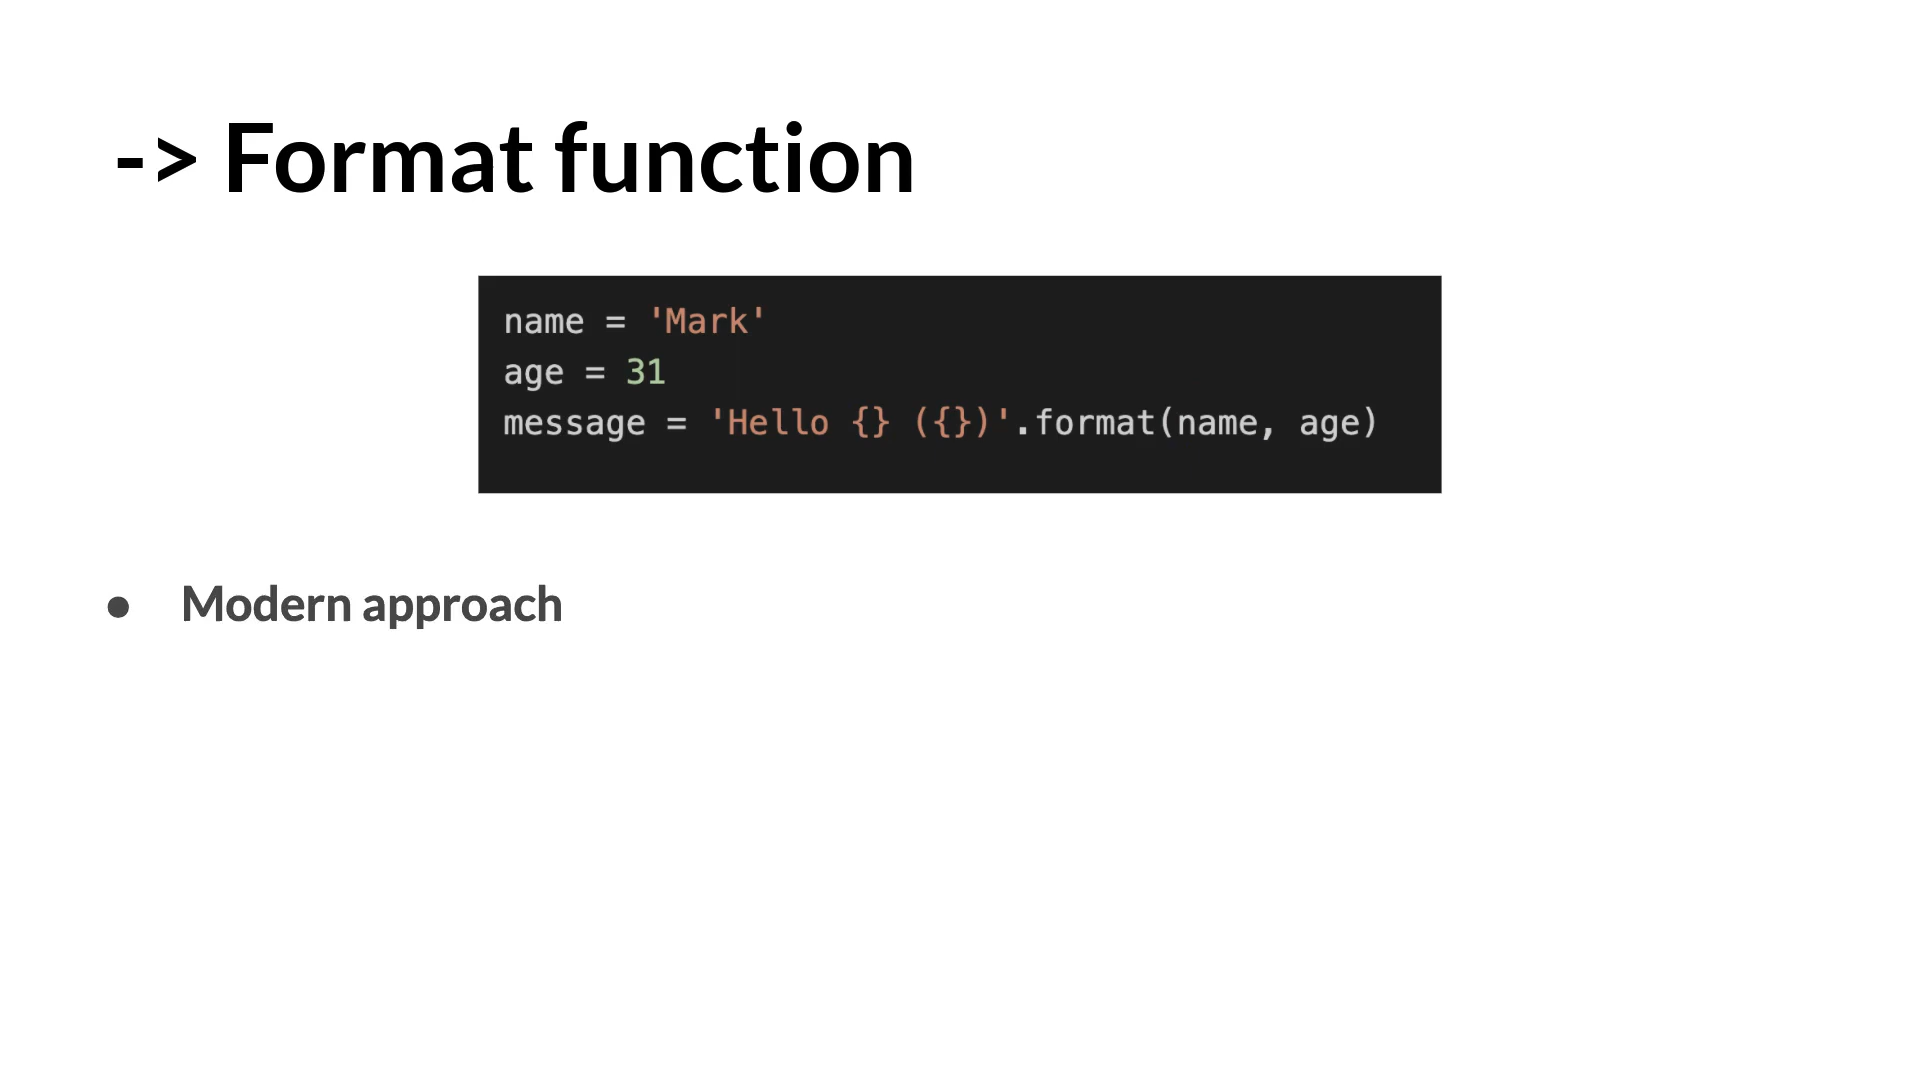 -> Format function
name = 'Mark'
age = 31
message = 'Hello {} ({})'.format(name, age)
● Modern approach